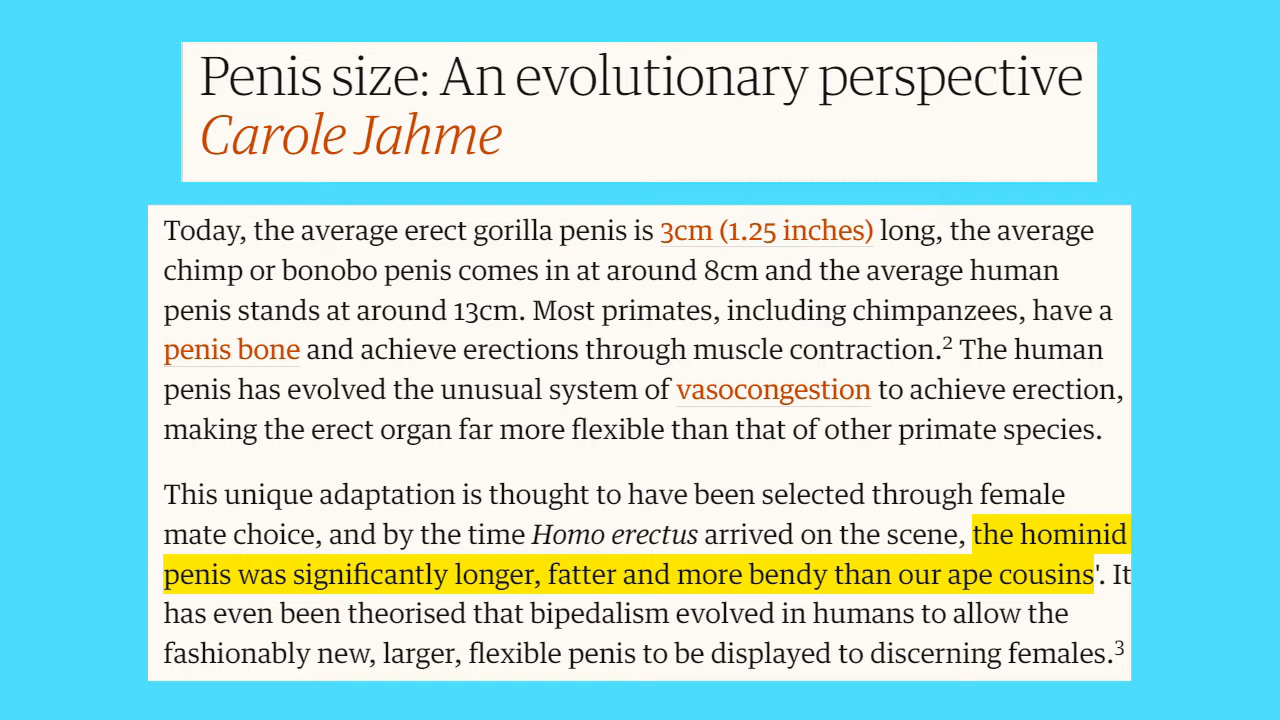 Penis size: An evolutionary perspective
Carole Jahme
Today, the average erect gorilla penis is 3cm (1.25 inches) long, the average
chimp or bonobo penis comes in at around 8cm and the average human
penis stands at around 13cm. Most primates, including chimpanzees, have a
penis bone and achieve erections through muscle contraction.² The human
penis has evolved the unusual system of vasocongestion to achieve erection,
making the erect organ far more flexible than that of other primate species.
This unique adaptation is thought to have been selected through female
mate choice, and by the time Homo erectus arrived on the scene, the hominid
penis was significantly longer, fatter and more bendy than our ape cousins'. It
has even been theorised that bipedalism evolved in humans to allow the
fashionably new, larger, flexible penis to be displayed to discerning females.³